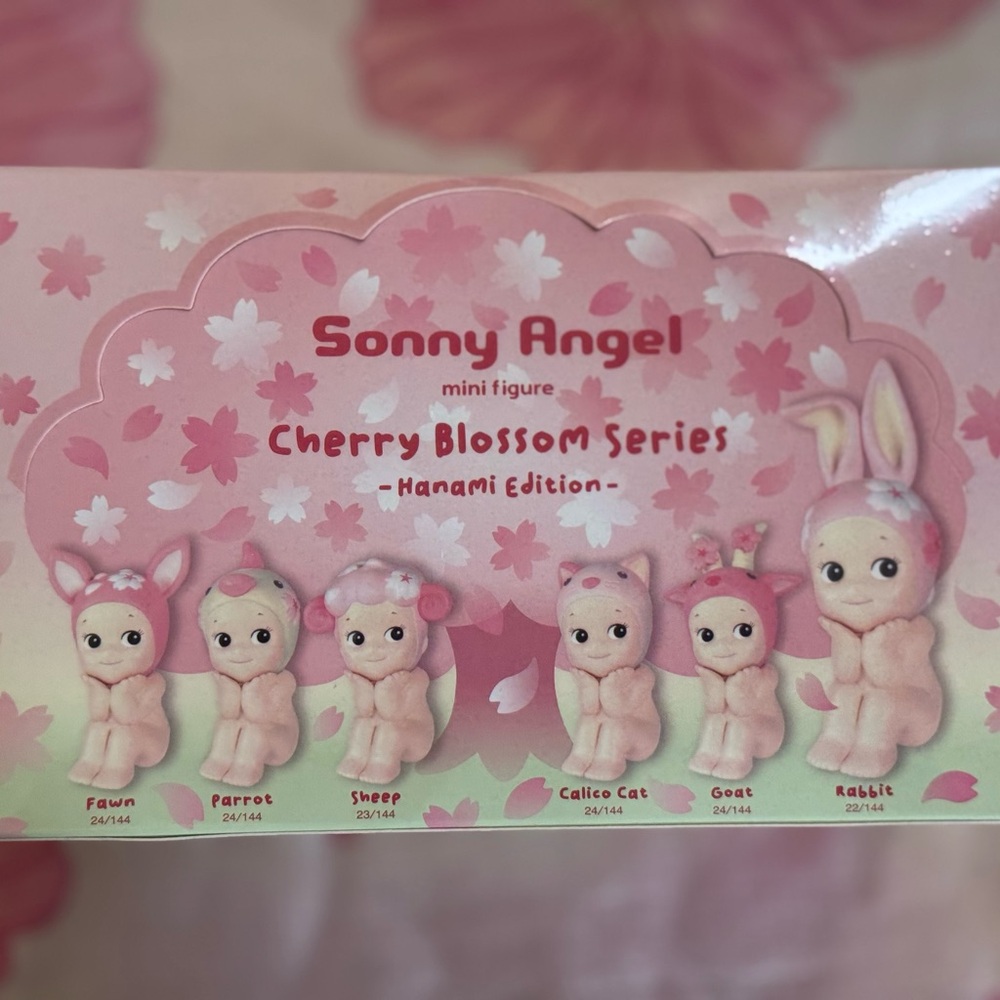 Sonny Angel
mini figure
Cherry Blossom Series
-Hanami Edition-
Fawn
24/144
Parrot
24/144
Sheep
23/144
Calico Cat
24/144
Goat
24/144
Rabbit
22/144